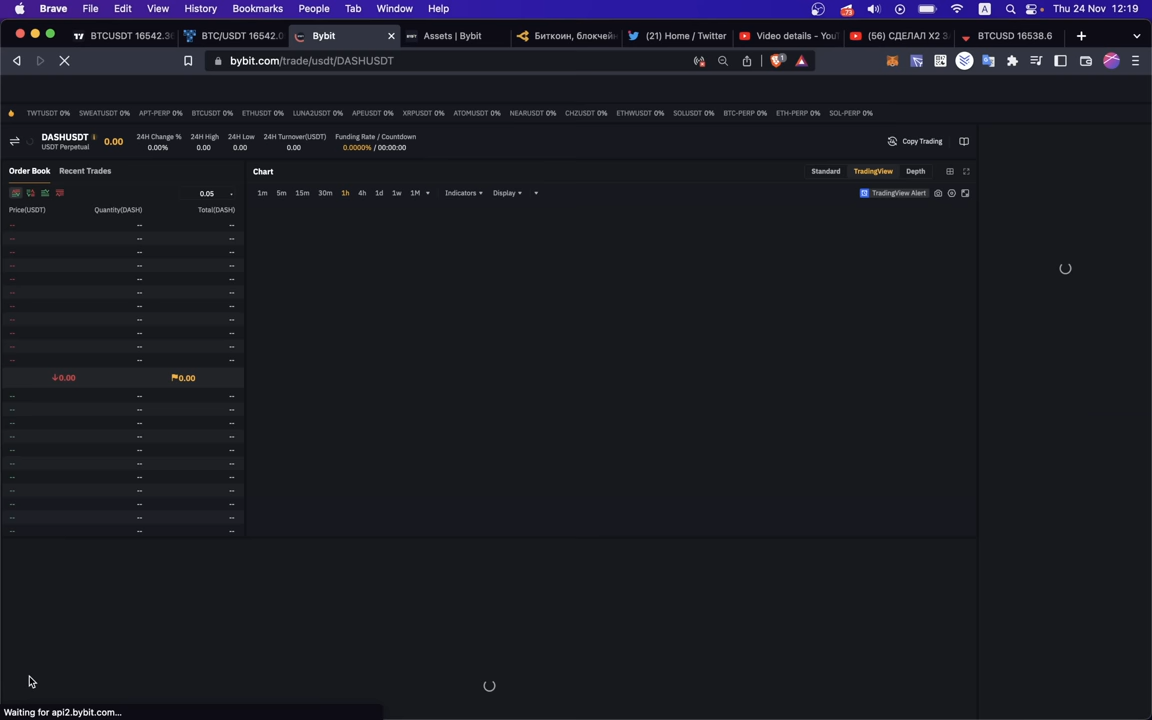 Brave File Edit View History Bookmarks People Tab Window Help 73 A Thu 24 Nov 12:19
BTCUSDT 16542.36 BTC/USDT 16542.0 Bybit Assets | Bybit Биткоин, блокчейн (21) Home / Twitter Video details - You (56) СДЕЛАЛ X2 З BTCUSD 16538.6
bybit.com/trade/usdt/DASHUSDT
TWTUSDT 0% SWEATUSDT 0% APT-PERP 0% BTCUSDT 0% ETHUSDT 0% LUNA2USDT 0% APEUSDT 0% XRPUSDT 0% ATOMUSDT 0% NEARUSDT 0% CHZUSDT 0% ETHWUSDT 0% SOLUSDT 0% BTC-PERP 0% ETH-PERP 0% SOL-PERP 0%
DASHUSDT
USDT Perpetual
0.00
24H Change % 24H High 24H Low 24H Turnover(USDT) Funding Rate / Countdown
0.00% 0.00 0.00 0.00 0.0000% / 00:00:00
Copy Trading
Order Book Recent Trades
Chart
Standard TradingView Depth
0.05
1m 5m 15m 30m 1h 4h 1d 1w 1M Indicators Display
TradingView Alert
Price(USDT) Quantity(DASH) Total(DASH)
-- -- --
-- -- --
-- -- --
-- -- --
-- -- --
-- -- --
-- -- --
-- -- --
-- -- --
-- -- --
-- -- --
↓0.00 0.00
-- -- --
-- -- --
-- -- --
-- -- --
-- -- --
-- -- --
-- -- --
-- -- --
-- -- --
-- -- --
-- -- --
Waiting for api2.bybit.com...